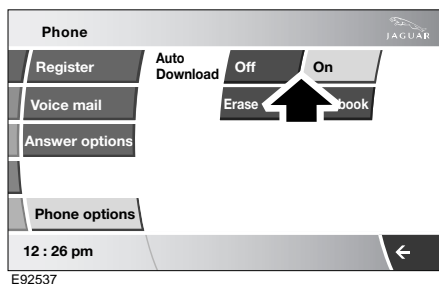 Phone
JAGUAR
Register
Auto Download
Off
On
Voice mail
Erase
book
Answer options
Phone options
12 : 26 pm
E92537